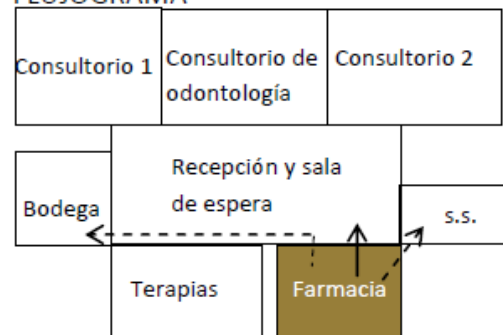 FLUJOGRAMA
Consultorio 1
Consultorio de
odontología
Consultorio 2
Recepción y sala
de espera
Bodega
s.s.
Terapias
Farmacia